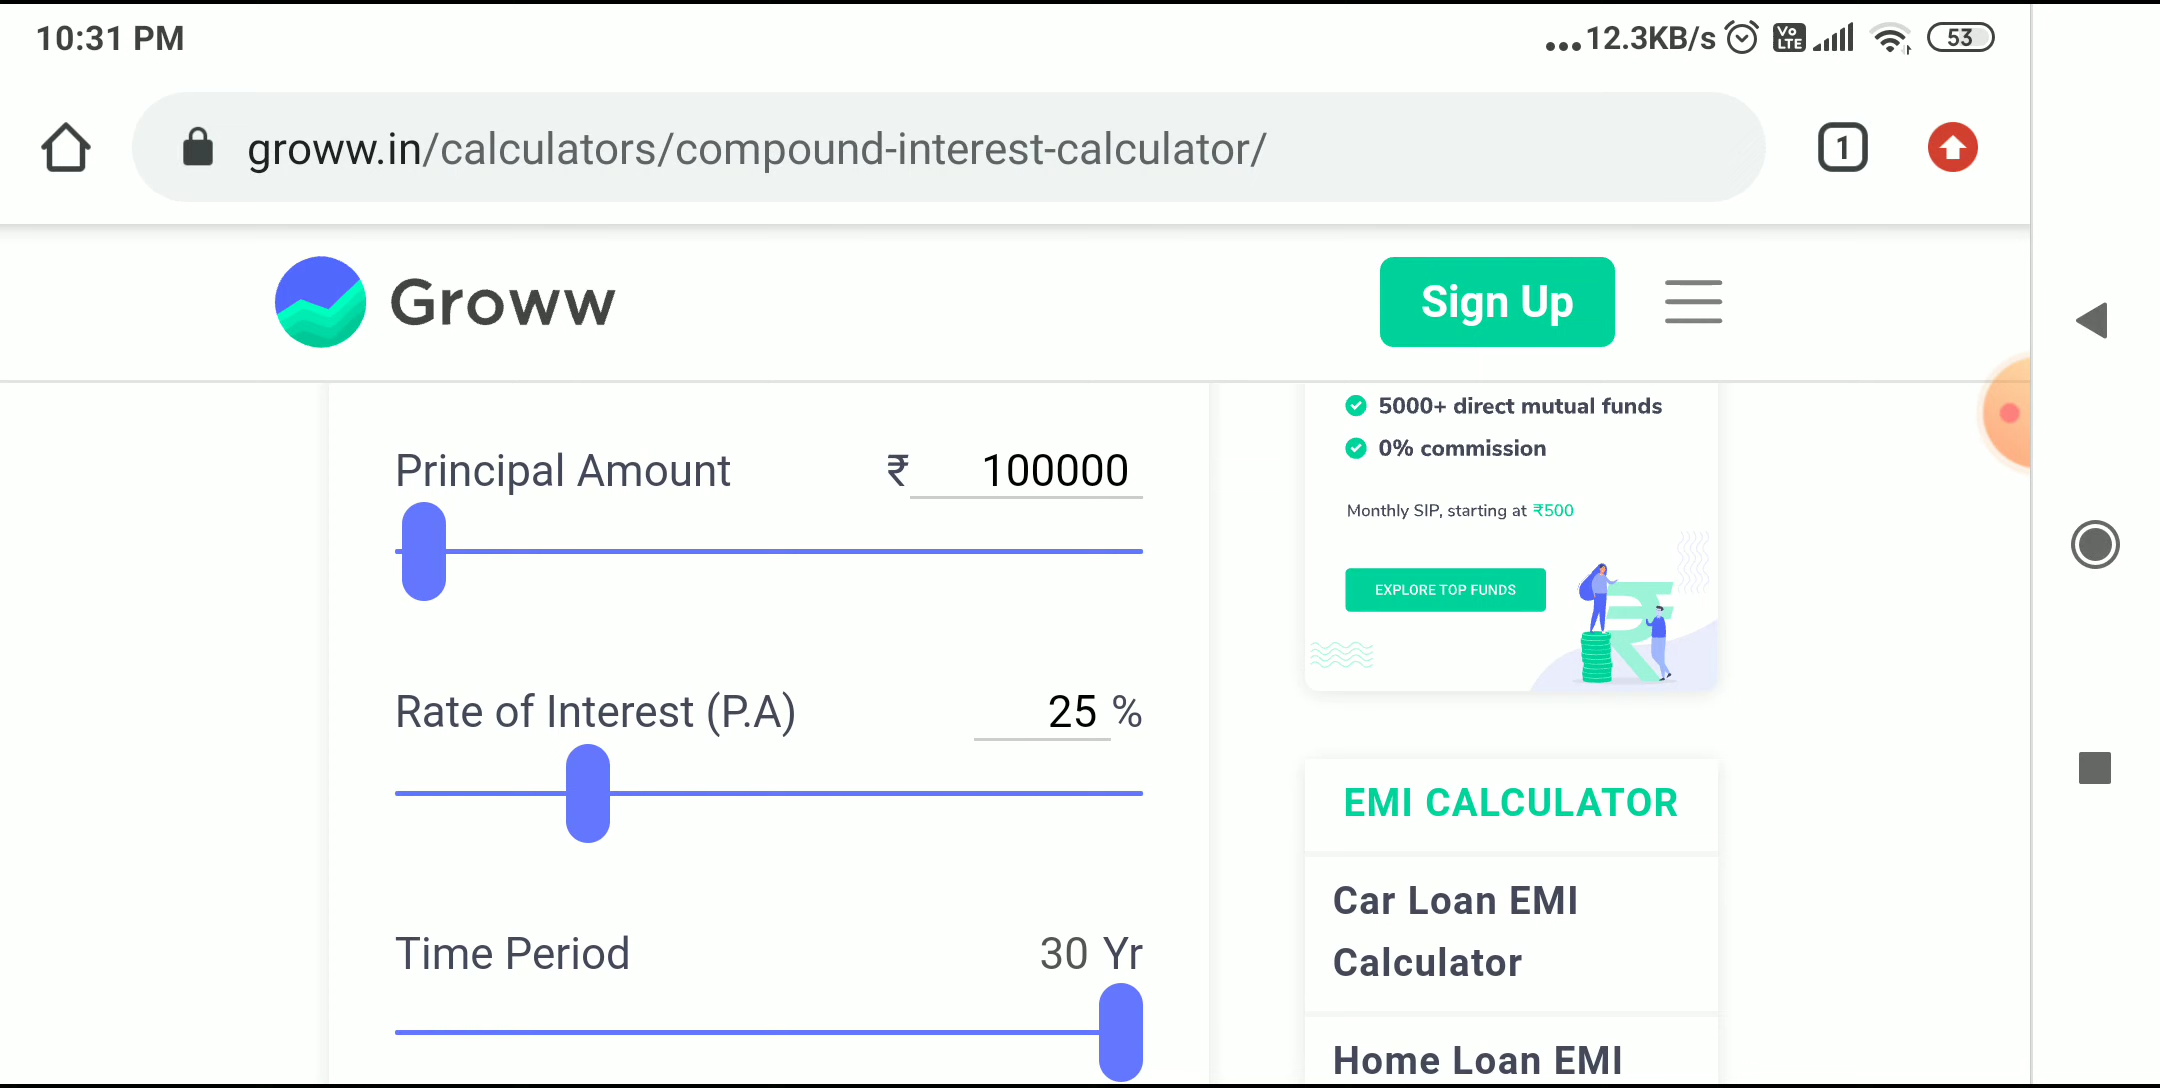 10:31 PM
...12.3KB/s Vo LTE 53
groww.in/calculators/compound-interest-calculator/
1
Groww
Sign Up
5000+ direct mutual funds
0% commission
Monthly SIP, starting at ₹500
EXPLORE TOP FUNDS
Principal Amount ₹ 100000
Rate of Interest (P.A) 25 %
Time Period 30 Yr
EMI CALCULATOR
Car Loan EMI
Calculator
Home Loan EMI